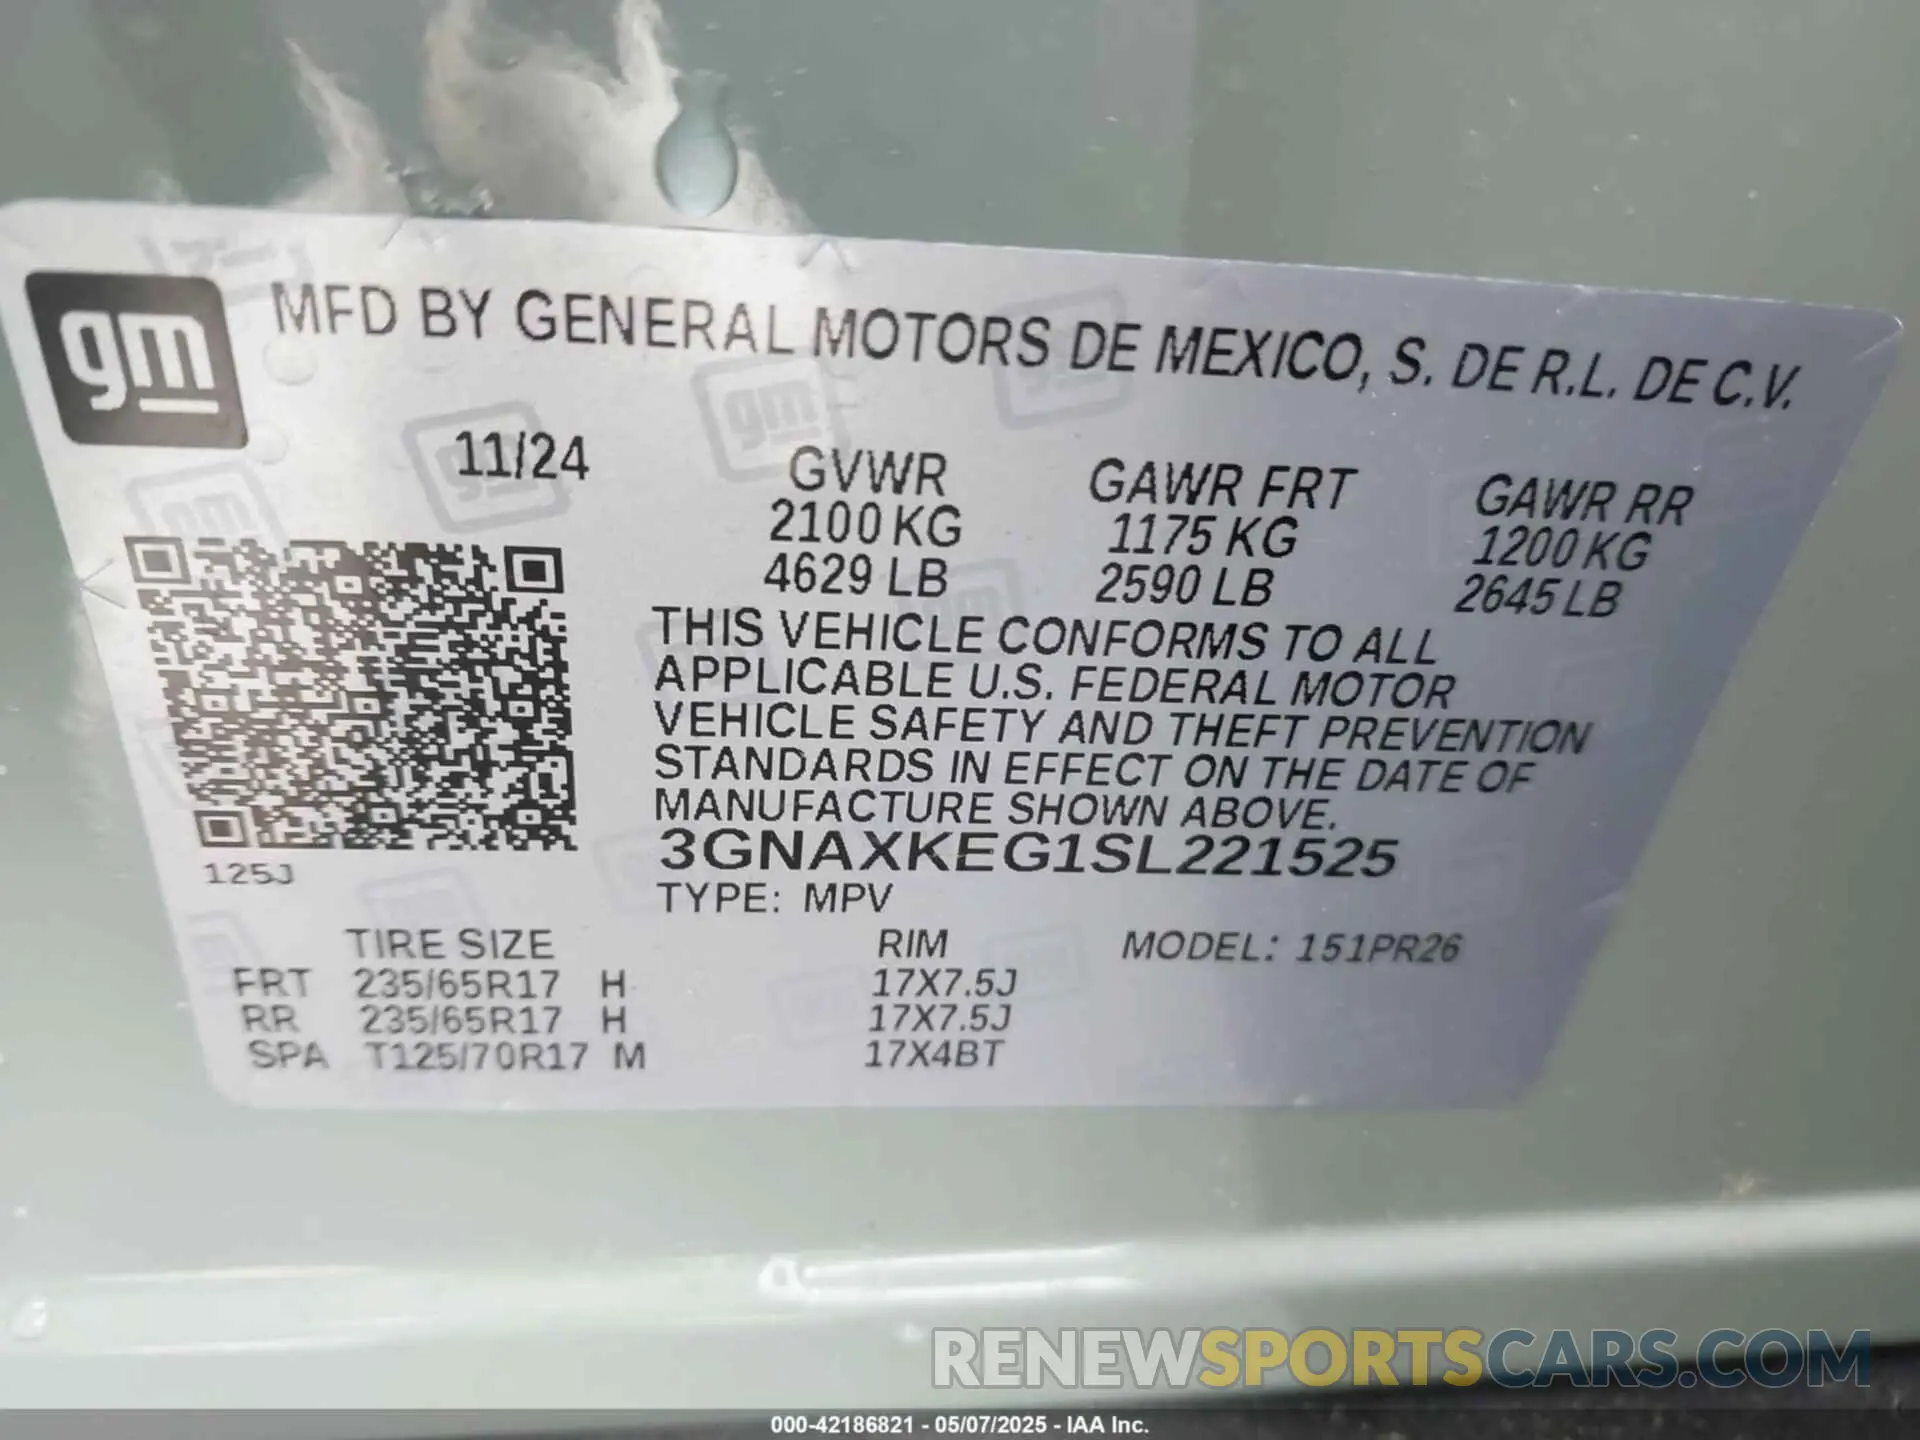 gm
MFD BY GENERAL MOTORS DE MEXICO, S. DE R.L. DE C.V.
11/24
GVWR GAWR FRT GAWR RR
2100 KG 1175 KG 1200 KG
4629 LB 2590 LB 2645 LB
THIS VEHICLE CONFORMS TO ALL
APPLICABLE U.S. FEDERAL MOTOR
VEHICLE SAFETY AND THEFT PREVENTION
STANDARDS IN EFFECT ON THE DATE OF
MANUFACTURE SHOWN ABOVE.
3GNAXKEG1SL221525
125J
TYPE: MPV
TIRE SIZE RIM MODEL: 151PR26
FRT 235/65R17 H 17X7.5J
RR 235/65R17 H 17X7.5J
SPA T125/70R17 M 17X4BT
RENEWSPORTSCARS.COM
000-42186821 - 05/07/2025 - IAA Inc.